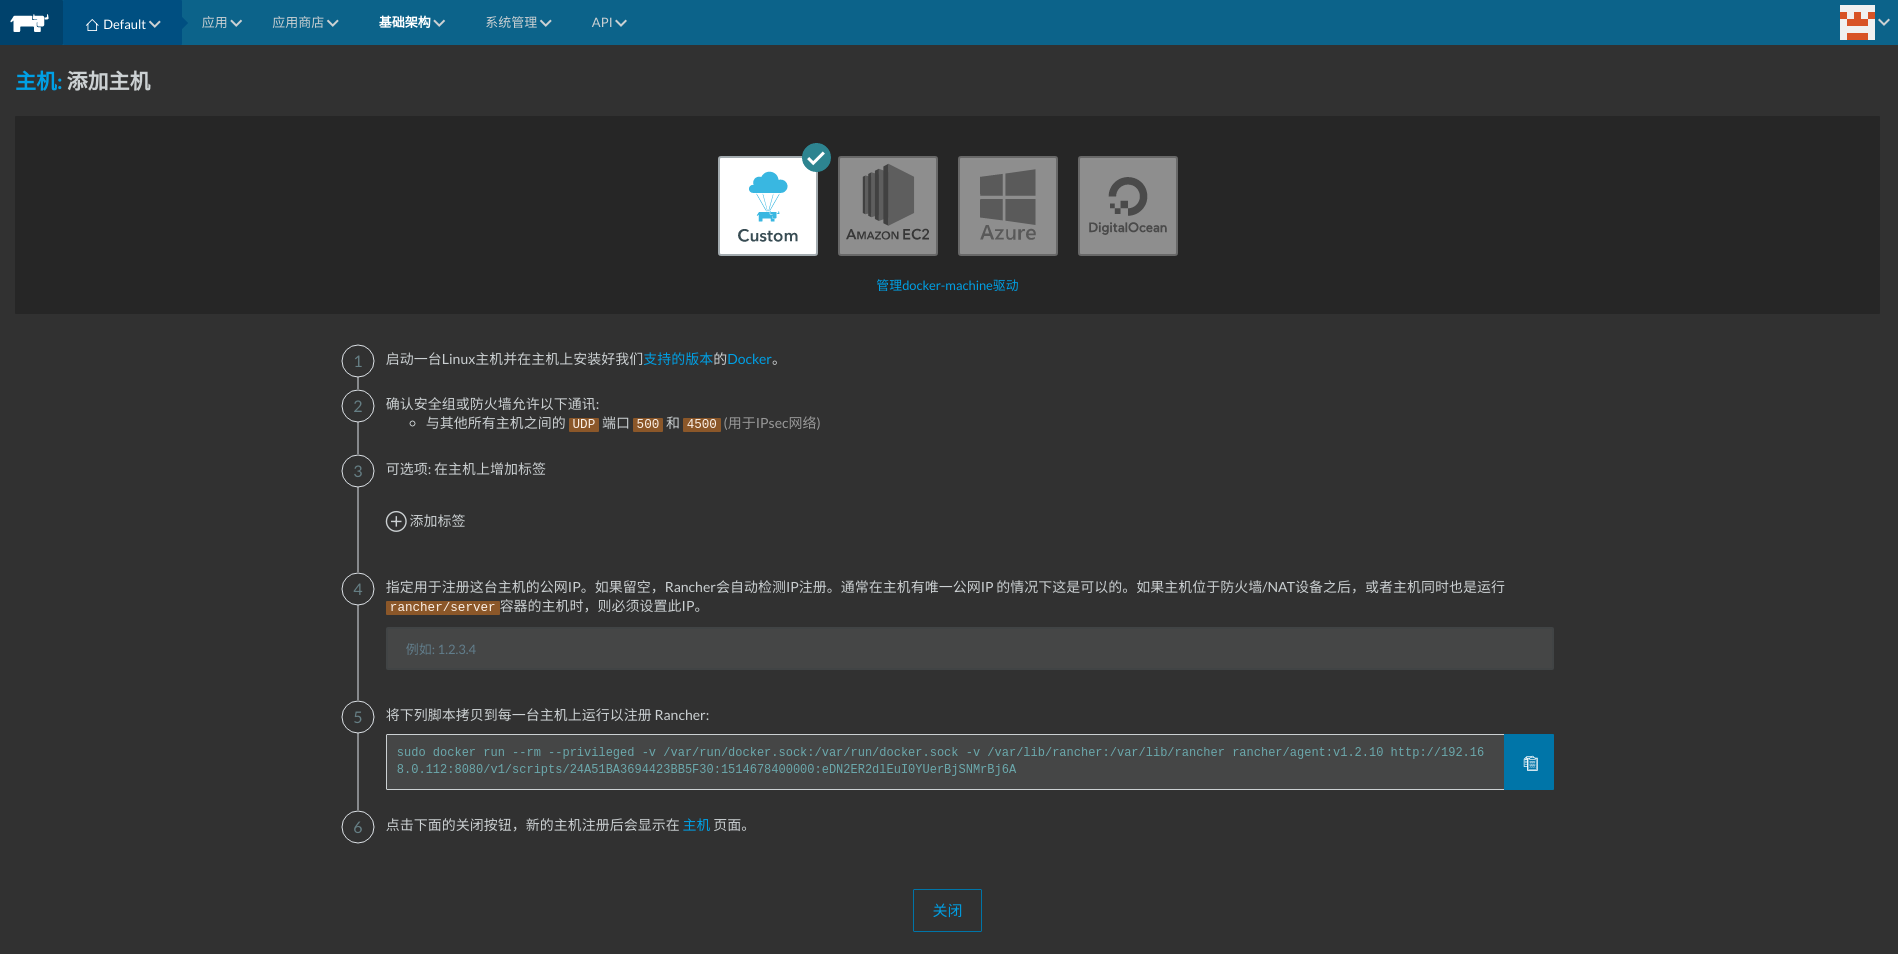 Default 应用 应用商店 基础架构 系统管理 API
主机: 添加主机
Custom AMAZON EC2 Azure DigitalOcean
管理docker-machine驱动
1 启动一台Linux主机并在主机上安装好我们支持的版本的Docker。
2 确认安全组或防火墙允许以下通讯:
与其他所有主机之间的 UDP 端口 500 和 4500 (用于IPsec网络)
3 可选项: 在主机上增加标签
添加标签
4 指定用于注册这台主机的公网IP。如果留空，Rancher会自动检测IP注册。通常在主机有唯一公网IP 的情况下这是可以的。如果主机位于防火墙/NAT设备之后，或者主机同时也是运行
rancher/server容器的主机时，则必须设置此IP。
例如: 1.2.3.4
5 将下列脚本拷贝到每一台主机上运行以注册 Rancher:
sudo docker run --rm --privileged -v /var/run/docker.sock:/var/run/docker.sock -v /var/lib/rancher:/var/lib/rancher rancher/agent:v1.2.10 http://192.16
8.0.112:8080/v1/scripts/24A51BA3694423BB5F30:1514678400000:eDN2ER2dlEuI0YUerBjSNMrBj6A
6 点击下面的关闭按钮，新的主机注册后会显示在 主机 页面。
关闭